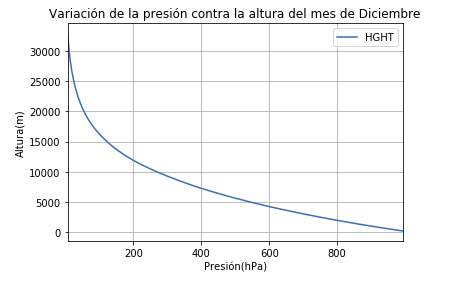 Variación de la presión contra la altura del mes de Diciembre
HGHT
Altura(m)
30000
25000
20000
15000
10000
5000
0
200 400 600 800
Presión(hPa)